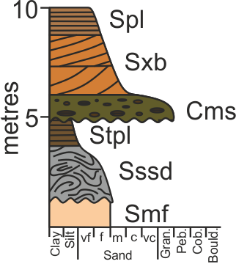 10
Spl
Sxb
Cms
5
Stpl
Sssd
Smf
metres
Clay
Silt
vf
f
m
c
vc
Gran.
Peb.
Cob.
Bould.
Sand